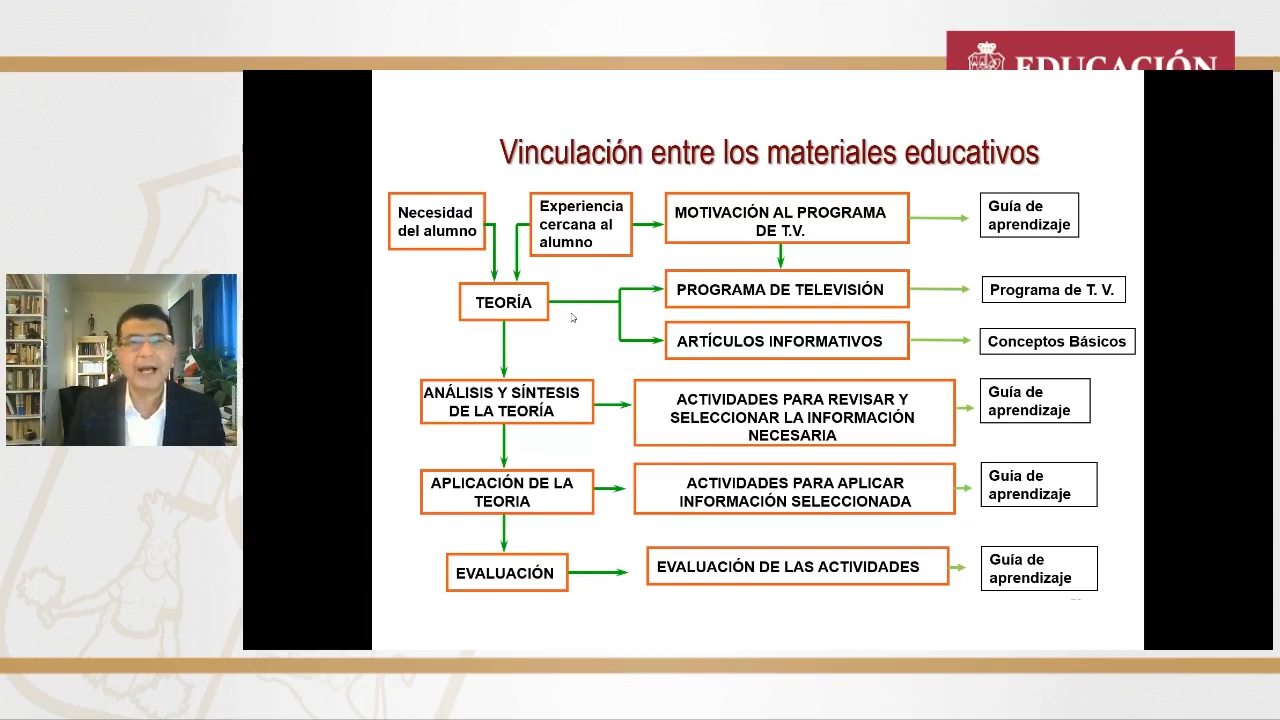 EDUCACIÓN
Vinculación entre los materiales educativos
Necesidad
del alumno
Experiencia
cercana al
alumno
MOTIVACIÓN AL PROGRAMA
DE T.V.
Guía de
aprendizaje
TEORÍA
PROGRAMA DE TELEVISIÓN
Programa de T. V.
ARTÍCULOS INFORMATIVOS
Conceptos Básicos
ANÁLISIS Y SÍNTESIS
DE LA TEORÍA
ACTIVIDADES PARA REVISAR Y
SELECCIONAR LA INFORMACIÓN
NECESARIA
Guía de
aprendizaje
APLICACIÓN DE LA
TEORIA
ACTIVIDADES PARA APLICAR
INFORMACIÓN SELECCIONADA
Guía de
aprendizaje
EVALUACIÓN
EVALUACIÓN DE LAS ACTIVIDADES
Guía de
aprendizaje